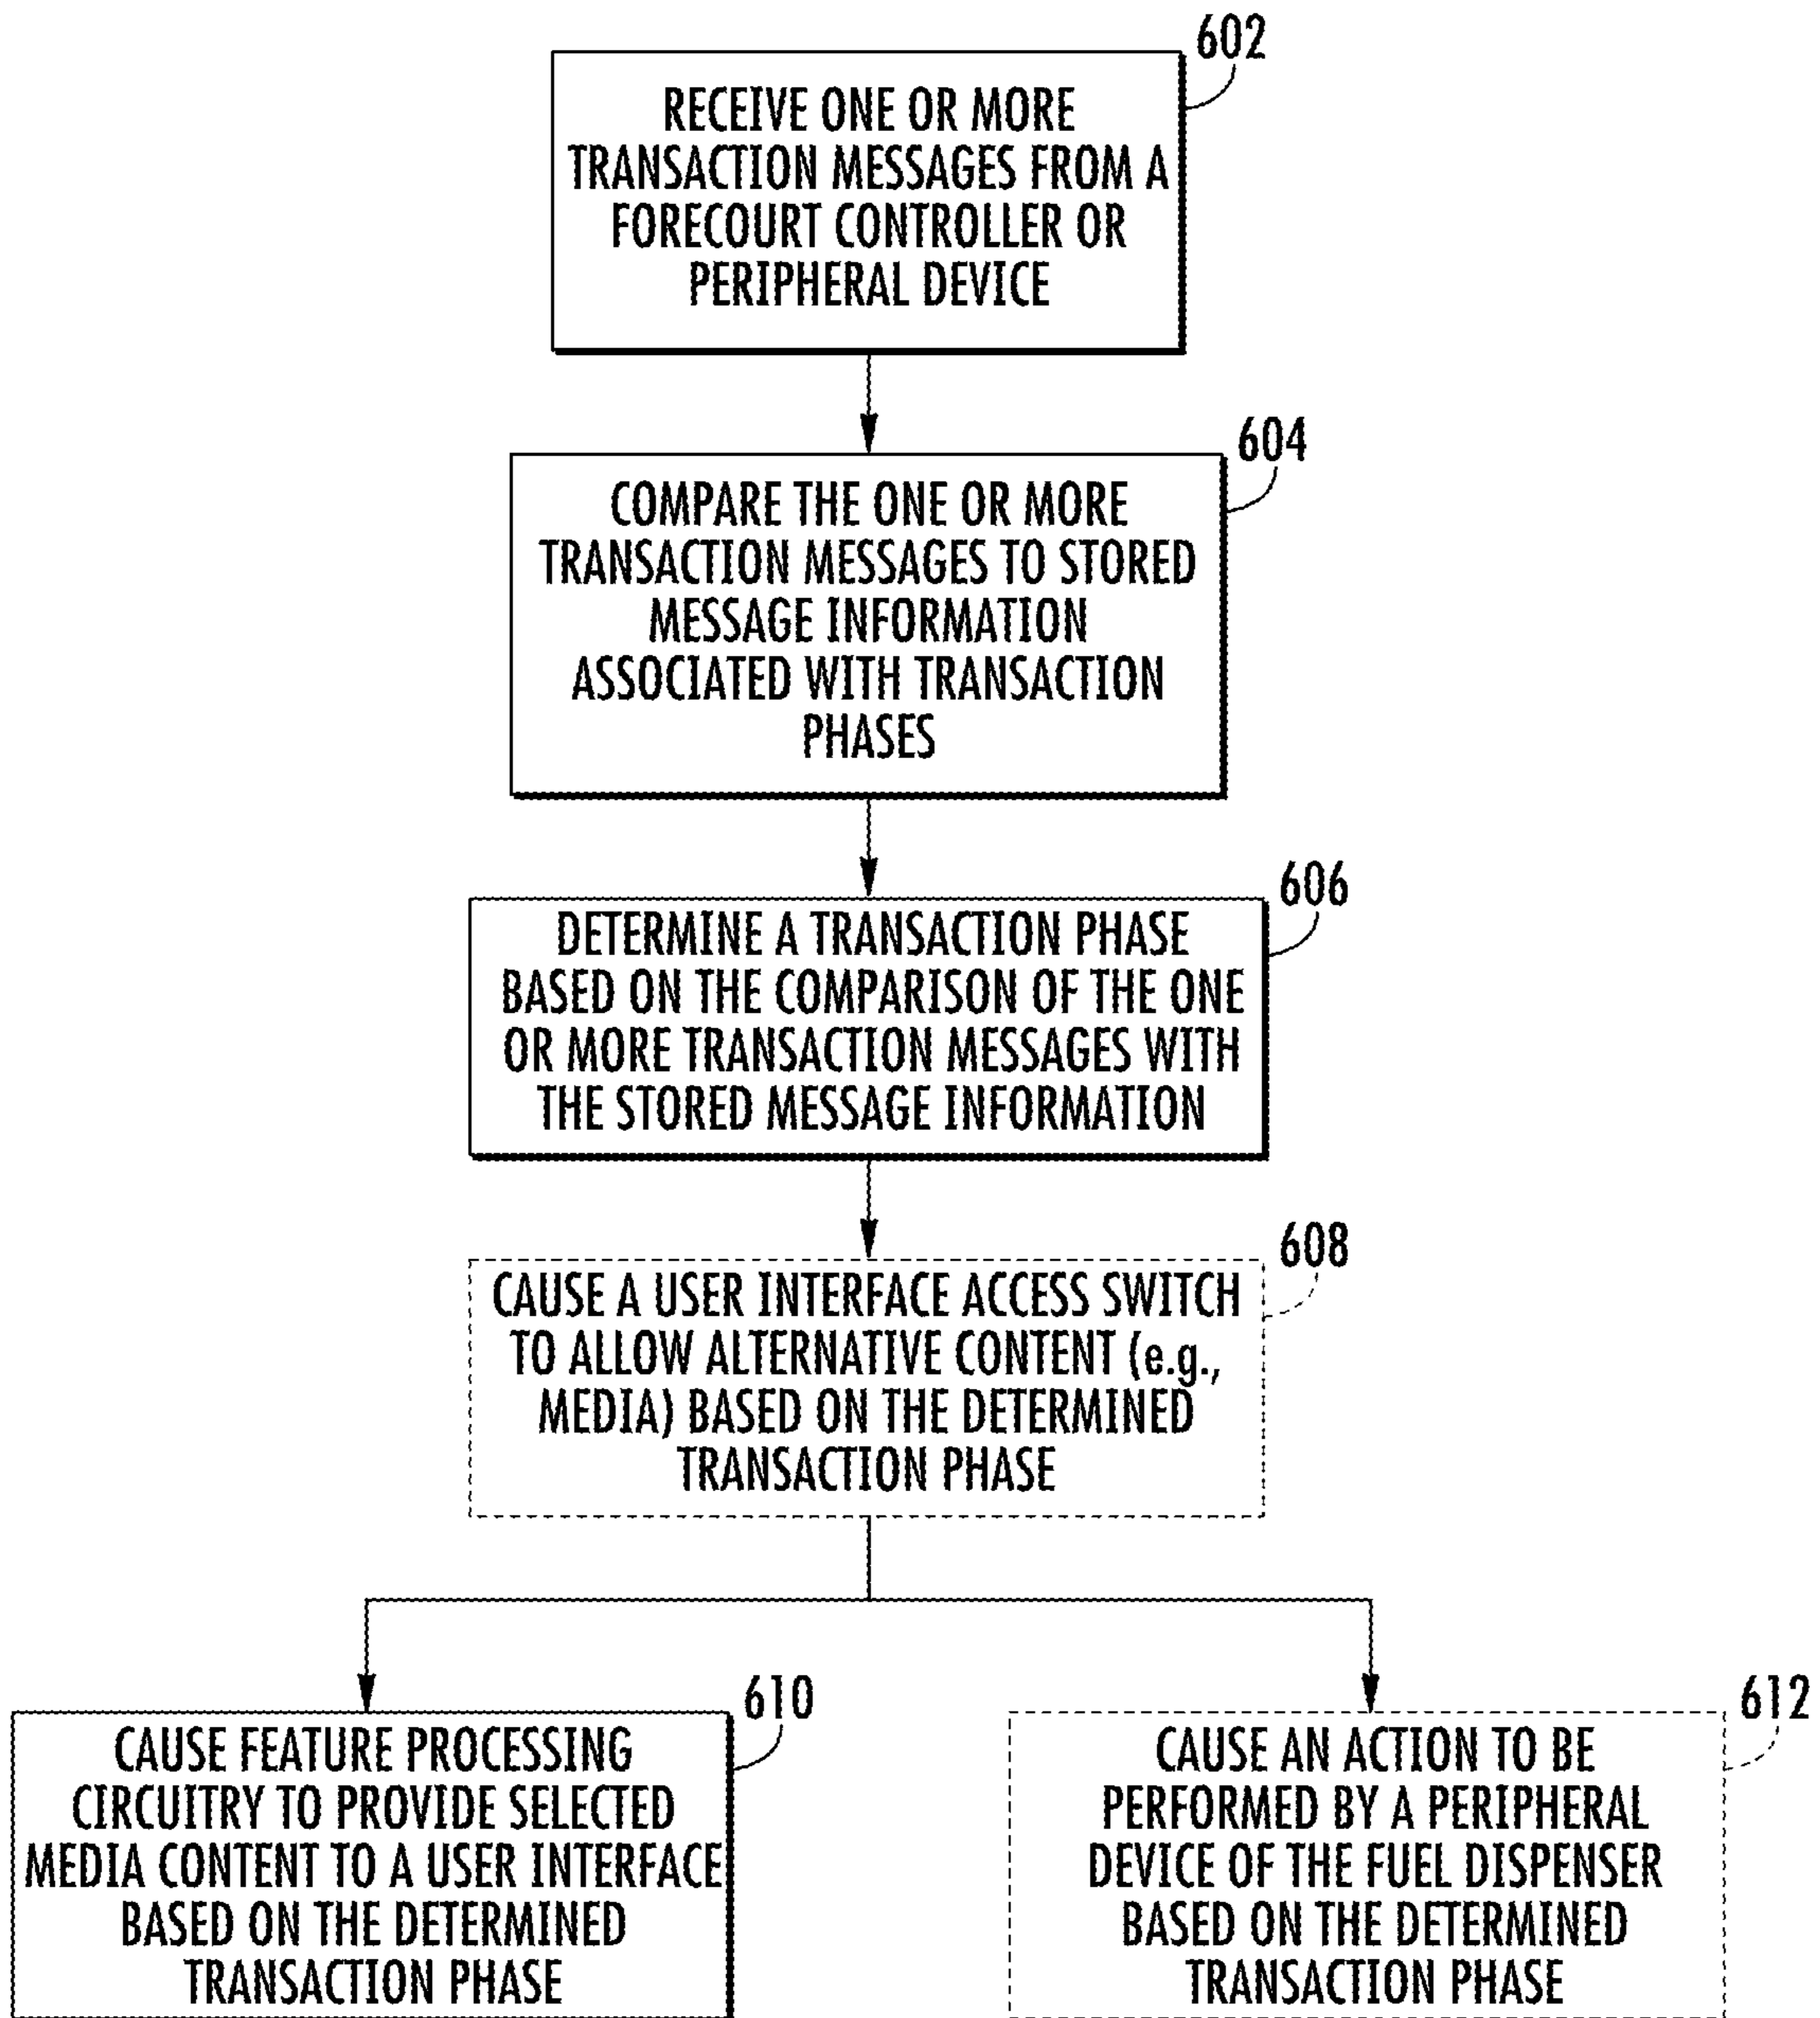 602
RECEIVE ONE OR MORE
TRANSACTION MESSAGES FROM A
FORECOURT CONTROLLER OR
PERIPHERAL DEVICE
604
COMPARE THE ONE OR MORE
TRANSACTION MESSAGES TO STORED
MESSAGE INFORMATION
ASSOCIATED WITH TRANSACTION
PHASES
606
DETERMINE A TRANSACTION PHASE
BASED ON THE COMPARISON OF THE ONE
OR MORE TRANSACTION MESSAGES WITH
THE STORED MESSAGE INFORMATION
608
CAUSE A USER INTERFACE ACCESS SWITCH
TO ALLOW ALTERNATIVE CONTENT (e.g.,
MEDIA) BASED ON THE DETERMINED
TRANSACTION PHASE
610
CAUSE FEATURE PROCESSING
CIRCUITRY TO PROVIDE SELECTED
MEDIA CONTENT TO A USER INTERFACE
BASED ON THE DETERMINED
TRANSACTION PHASE
612
CAUSE AN ACTION TO BE
PERFORMED BY A PERIPHERAL
DEVICE OF THE FUEL DISPENSER
BASED ON THE DETERMINED
TRANSACTION PHASE